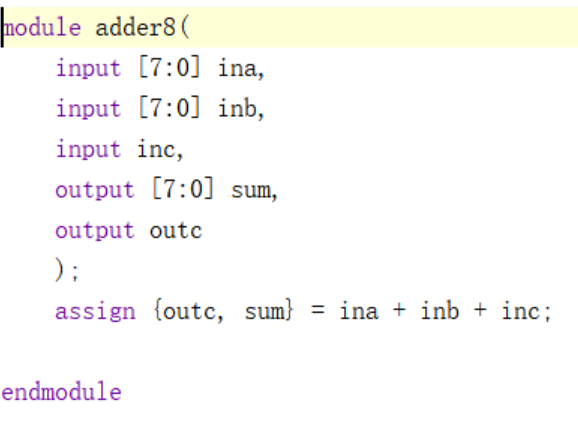 module adder8(
    input [7:0] ina,
    input [7:0] inb,
    input inc,
    output [7:0] sum,
    output outc
    );
    assign {outc, sum} = ina + inb + inc;
endmodule